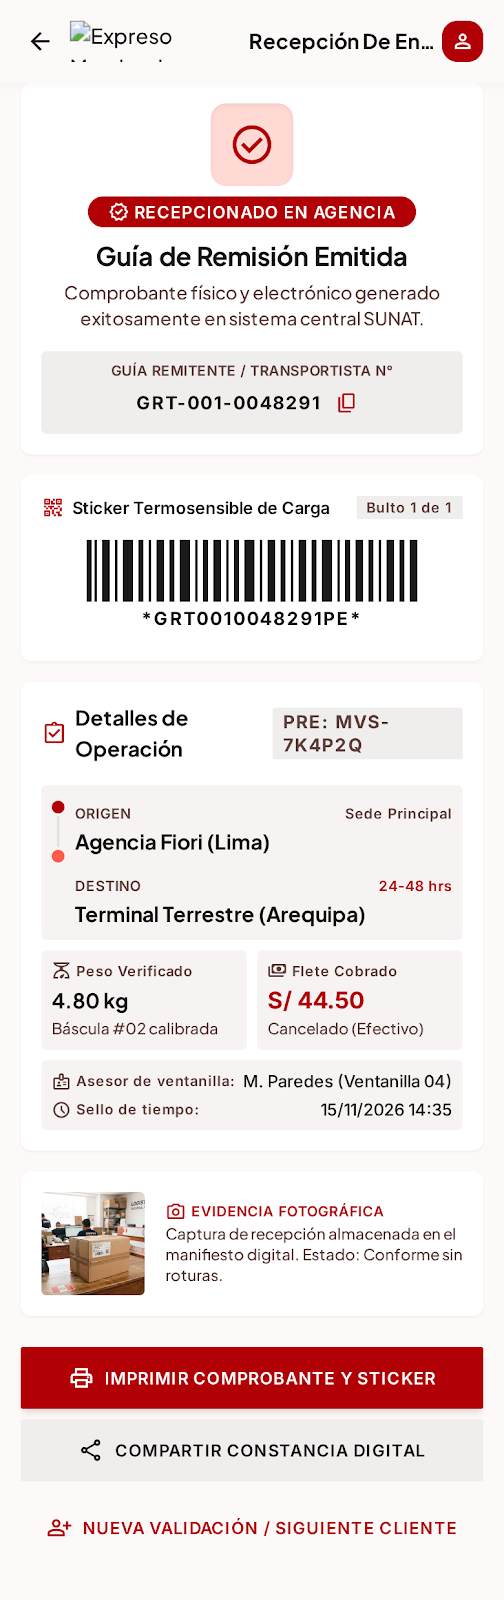 Expreso
Recepción De En...
RECEPCIONADO EN AGENCIA
Guía de Remisión Emitida
Comprobante físico y electrónico generado
exitosamente en sistema central SUNAT.
GUÍA REMITENTE / TRANSPORTISTA N°
GRT-001-0048291
Sticker Termosensible de Carga
Bulto 1 de 1
*GRT0010048291PE*
Detalles de
Operación
PRE: MVS-
7K4P2Q
ORIGEN
Sede Principal
Agencia Fiori (Lima)
DESTINO
24-48 hrs
Terminal Terrestre (Arequipa)
Peso Verificado
4.80 kg
Báscula #02 calibrada
Flete Cobrado
S/ 44.50
Cancelado (Efectivo)
Asesor de ventanilla: M. Paredes (Ventanilla 04)
Sello de tiempo: 15/11/2026 14:35
EVIDENCIA FOTOGRÁFICA
Captura de recepción almacenada en el
manifiesto digital. Estado: Conforme sin
roturas.
IMPRIMIR COMPROBANTE Y STICKER
COMPARTIR CONSTANCIA DIGITAL
NUEVA VALIDACIÓN / SIGUIENTE CLIENTE